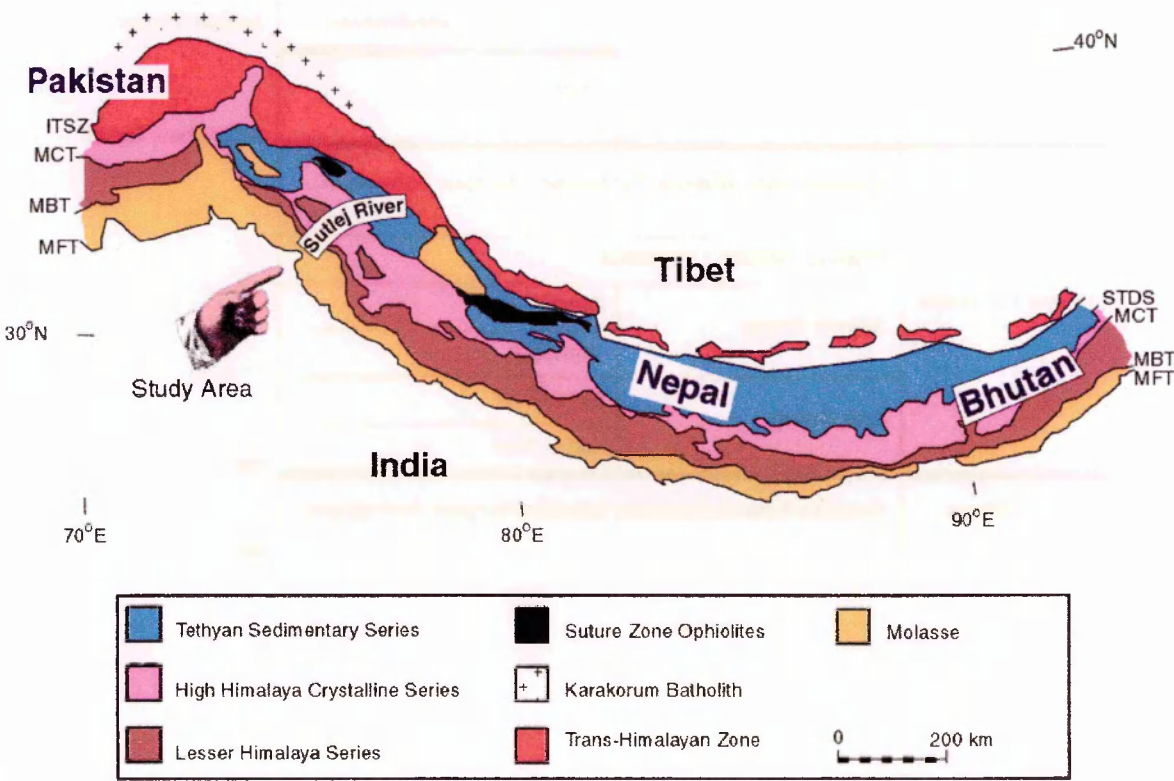 40°N
Pakistan
ITSZ
MCT
MBT
MFT
Sutlej River
Tibet
STDS
MCT
MBT
MFT
30°N
Study Area
Nepal
Bhutan
India
70°E
80°E
90°E
Tethyan Sedimentary Series
Suture Zone Ophiolites
Molasse
High Himalaya Crystalline Series
Karakorum Batholith
Lesser Himalaya Series
Trans-Himalayan Zone
0 200 km